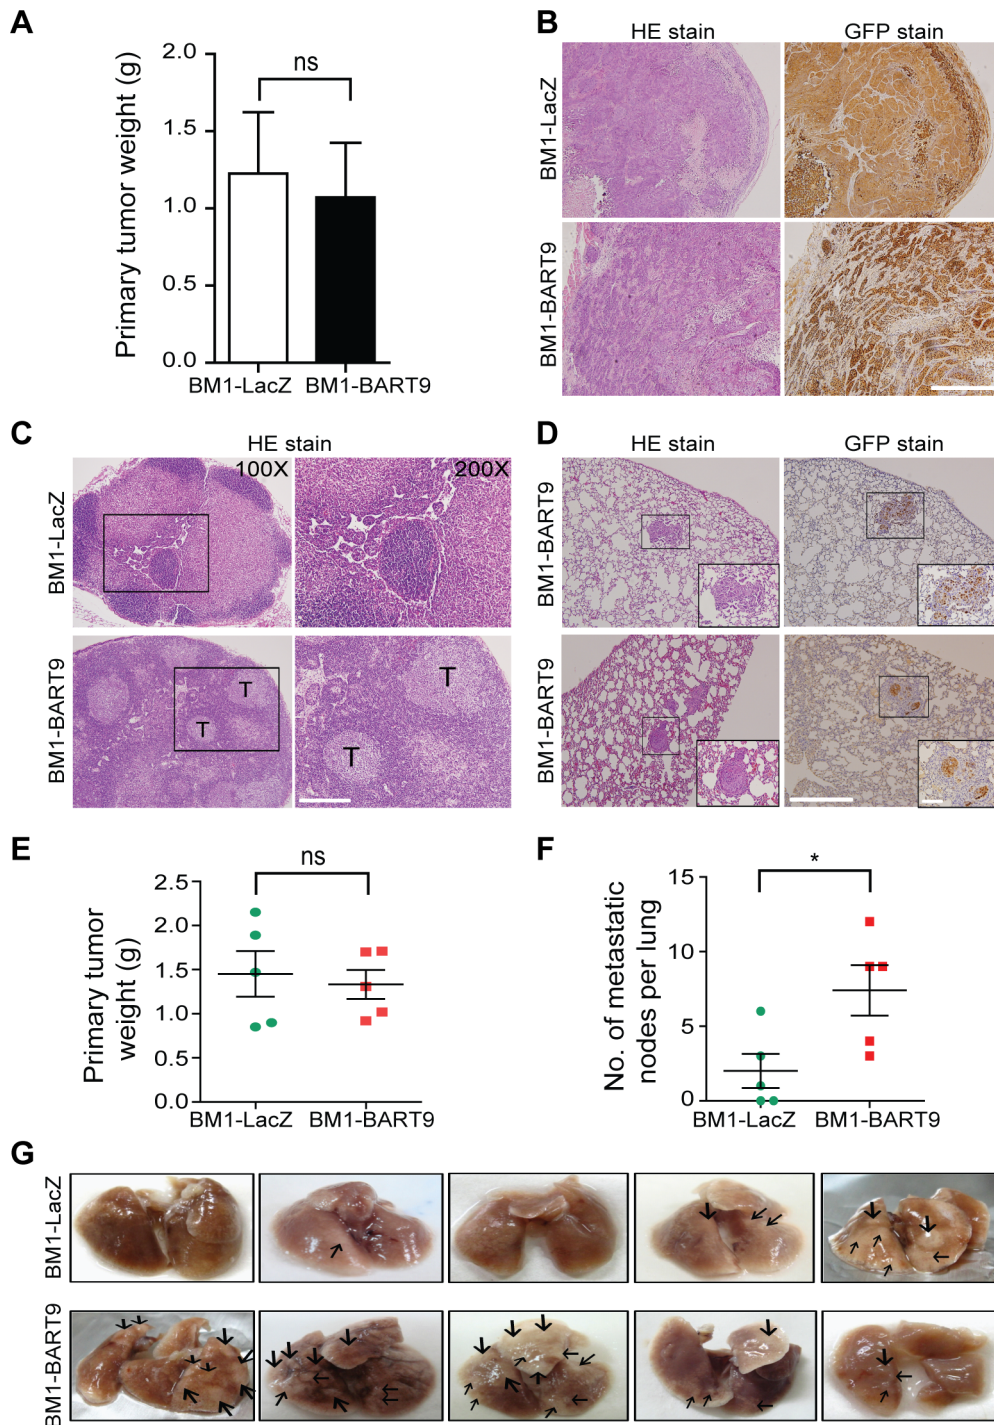 A
Primary tumor weight (g)
2.0
1.5
1.0
0.5
0.0
ns
BM1-LacZ
BM1-BART9
B
HE stain
GFP stain
BM1-LacZ
BM1-BART9
C
HE stain
BM1-LacZ
100X
200X
BM1-BART9
T
T
T
T
D
HE stain
GFP stain
BM1-BART9
BM1-BART9
E
Primary tumor
weight (g)
2.5
2.0
1.5
1.0
0.5
0.0
ns
BM1-LacZ
BM1-BART9
F
No. of metastatic
nodes per lung
15
10
5
0
*
BM1-LacZ
BM1-BART9
G
BM1-LacZ
BM1-BART9